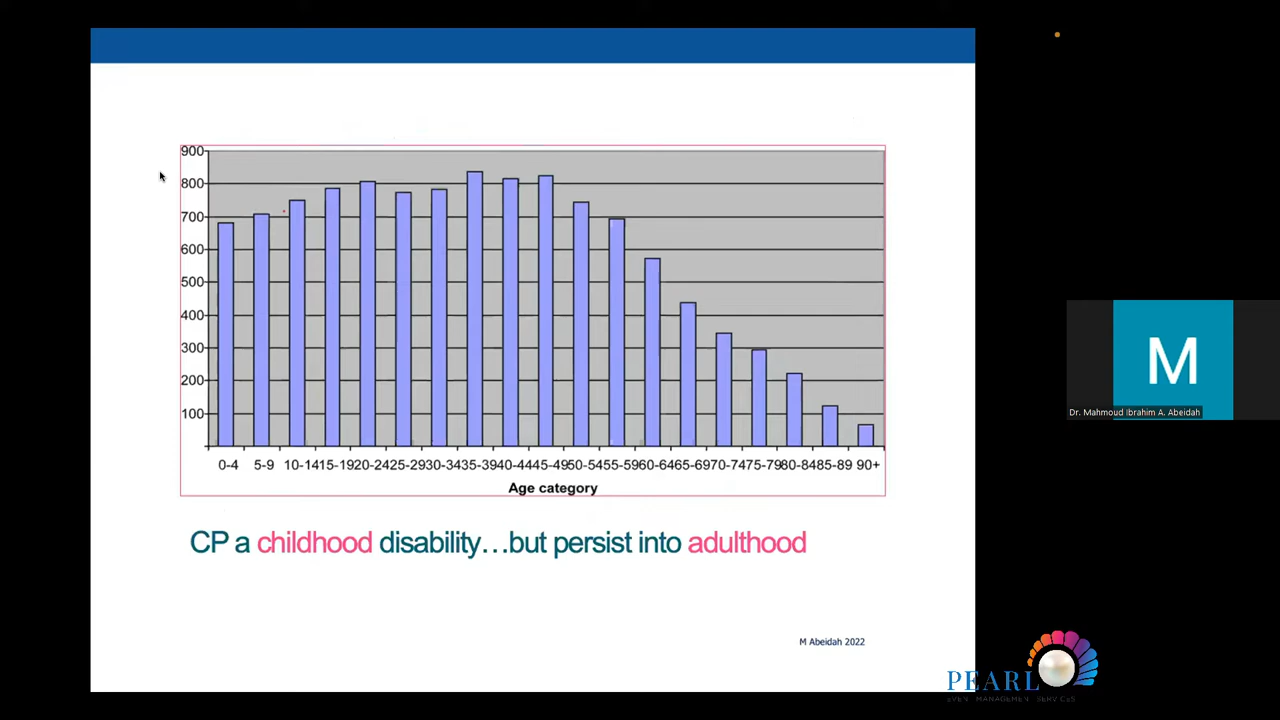 900
800
700
600
500
400
300
200
100
0-4 5-9 10-14 15-19 20-24 25-29 30-34 35-39 40-44 45-49 50-54 55-59 60-64 65-69 70-74 75-79 80-84 85-89 90+
Age category
CP a childhood disability…but persist into adulthood
M Abeidah 2022
M
Dr. Mahmoud Ibrahim A. Abeidah
PEARL
EVENT MANAGEMENT SERVICES